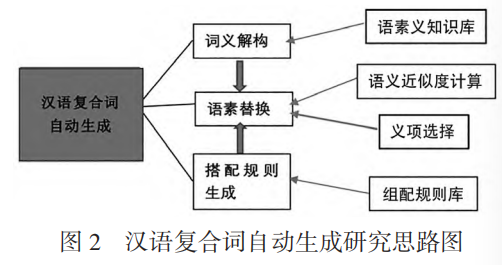 汉语复合词
自动生成
词义解构
语素替换
搭配规则
生成
语素义知识库
语义近似度计算
义项选择
组配规则库
图 2 汉语复合词自动生成研究思路图